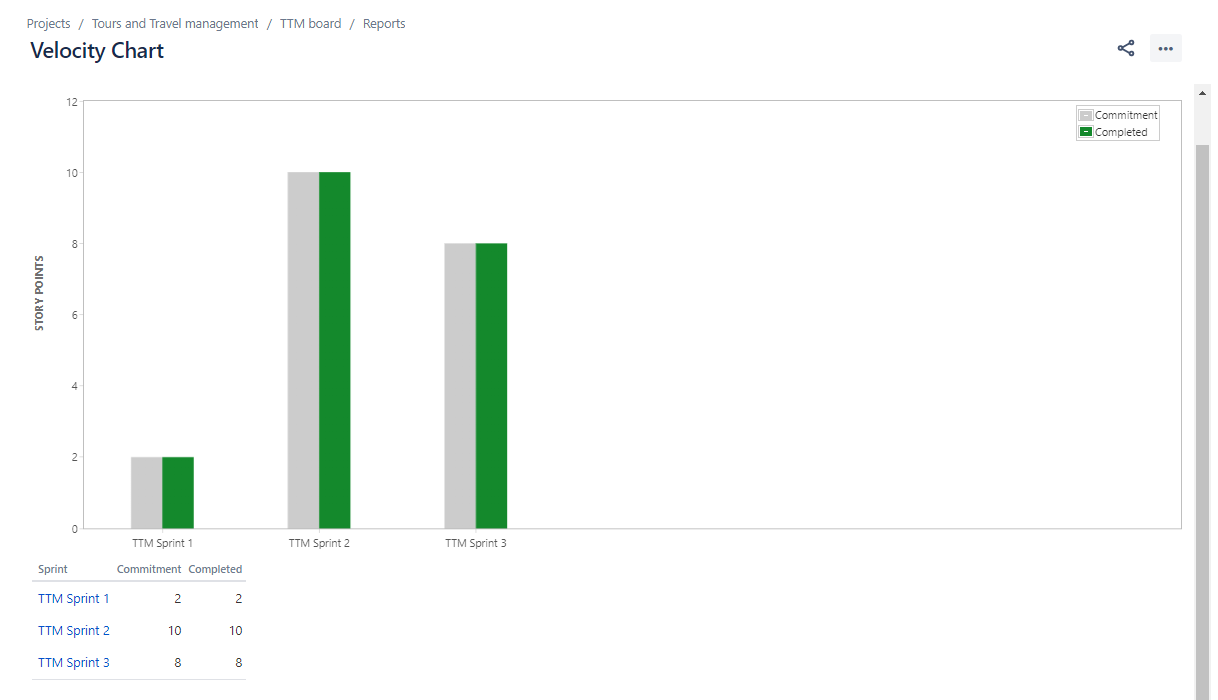 Projects / Tours and Travel management / TTM board / Reports
Velocity Chart
•••
Commitment
Completed
12
10
8
6
4
2
0
STORY POINTS
TTM Sprint 1 TTM Sprint 2 TTM Sprint 3
Sprint Commitment Completed
TTM Sprint 1 2 2
TTM Sprint 2 10 10
TTM Sprint 3 8 8